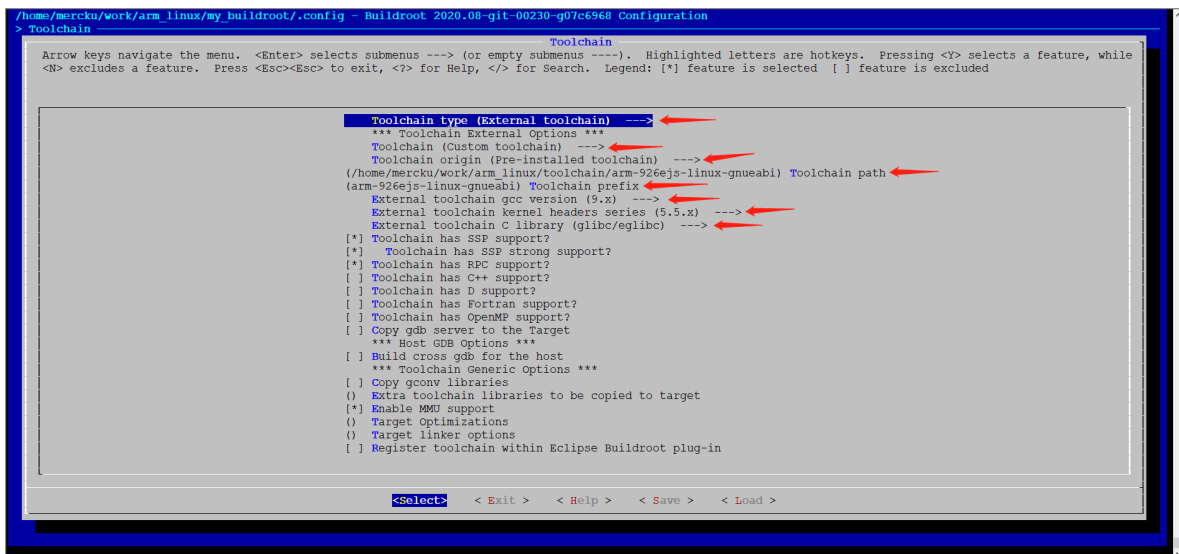 /home/mercku/work/arm_linux/my_buildroot/.config - Buildroot 2020.08-git-00230-g07c6968 Configuration
> Toolchain
Toolchain
Arrow keys navigate the menu.  <Enter> selects submenus ---> (or empty submenus ----).  Highlighted letters are hotkeys.  Pressing <Y> selects a feature, while
<N> excludes a feature.  Press <Esc><Esc> to exit, <?> for Help, </> for Search.  Legend: [*] feature is selected  [ ] feature is excluded
Toolchain type (External toolchain)  --->
*** Toolchain External Options ***
Toolchain (Custom toolchain)  --->
Toolchain origin (Pre-installed toolchain)  --->
(/home/mercku/work/arm_linux/toolchain/arm-926ejs-linux-gnueabi) Toolchain path
(arm-926ejs-linux-gnueabi) Toolchain prefix
External toolchain gcc version (9.x)  --->
External toolchain kernel headers series (5.5.x)  --->
External toolchain C library (glibc/eglibc)  --->
[*] Toolchain has SSP support?
[*]   Toolchain has SSP strong support?
[*] Toolchain has RPC support?
[ ] Toolchain has C++ support?
[ ] Toolchain has D support?
[ ] Toolchain has Fortran support?
[ ] Toolchain has OpenMP support?
[ ] Copy gdb server to the Target
*** Host GDB Options ***
[ ] Build cross gdb for the host
*** Toolchain Generic Options ***
[ ] Copy gconv libraries
()  Extra toolchain libraries to be copied to target
[*] Enable MMU support
()  Target Optimizations
()  Target linker options
[ ] Register toolchain within Eclipse Buildroot plug-in
<Select>    < Exit >    < Help >    < Save >    < Load >